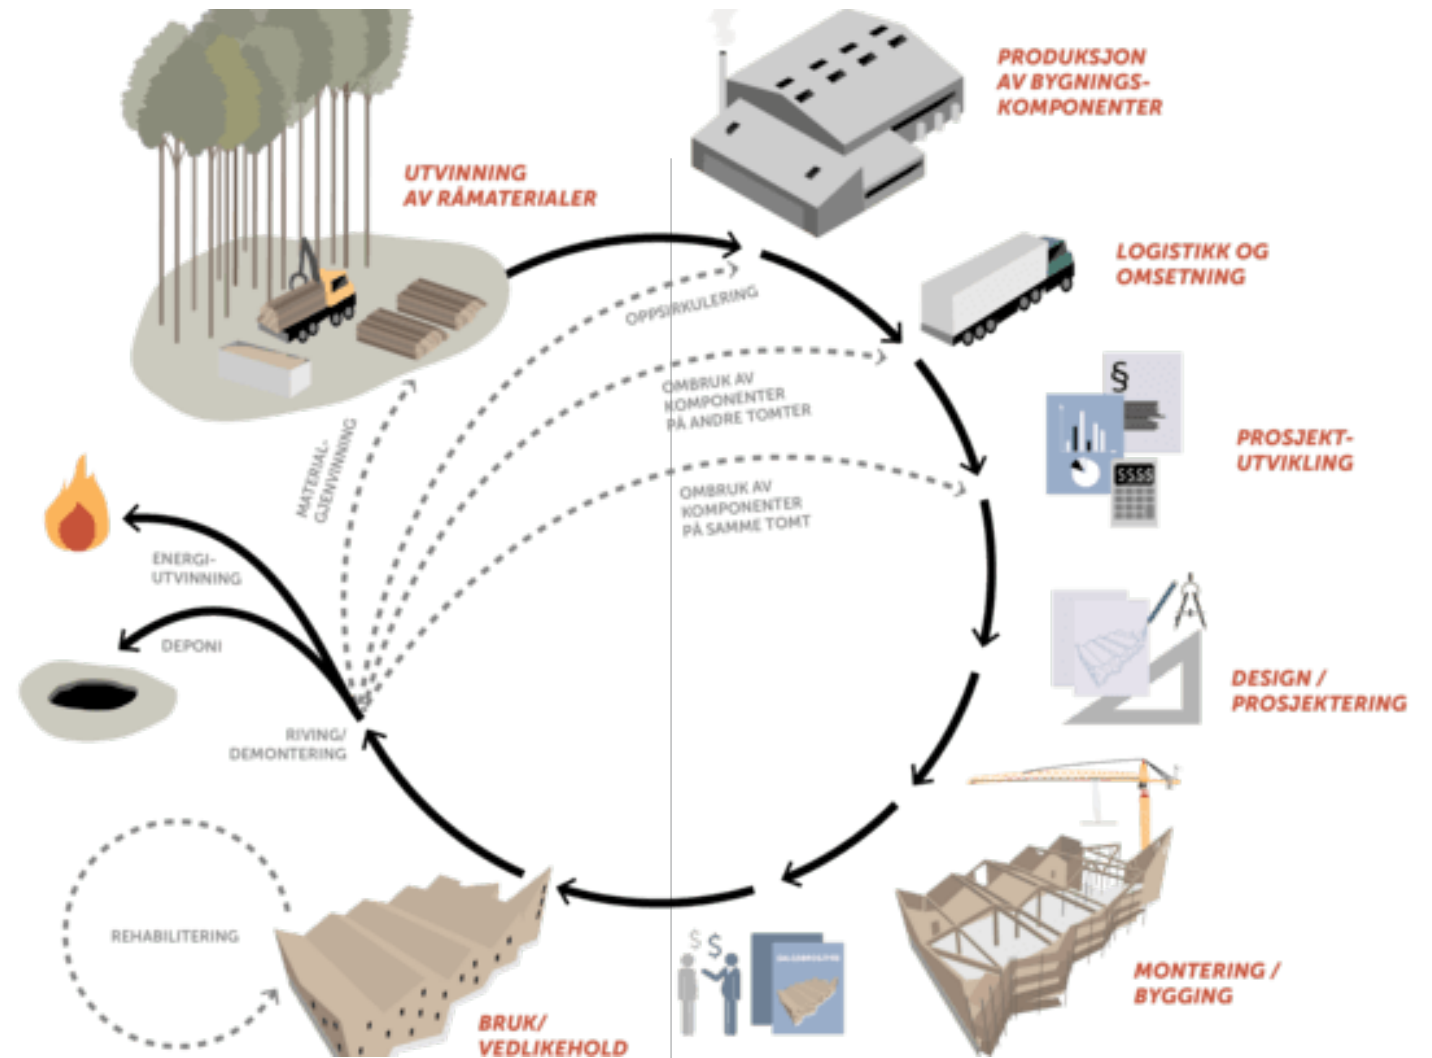 PRODUKSJON
AV BYGNINGS-
KOMPONENTER
UTVINNING
AV RÅMATERIALER
LOGISTIKK OG
OMSETNING
OPPSIRKULERING
OMBRUK AV
KOMPONENTER
PÅ ANDRE TOMTER
§
PROSJEKT-
UTVIKLING
MATERIAL-
GJENVINNING
OMBRUK AV
KOMPONENTER
PÅ SAMME TOMT
ENERGI-
UTVINNING
DEPONI
DESIGN /
PROSJEKTERING
RIVING/
DEMONTERING
REHABILITERING
$ $
MONTERING /
BYGGING
BRUK/
VEDLIKEHOLD